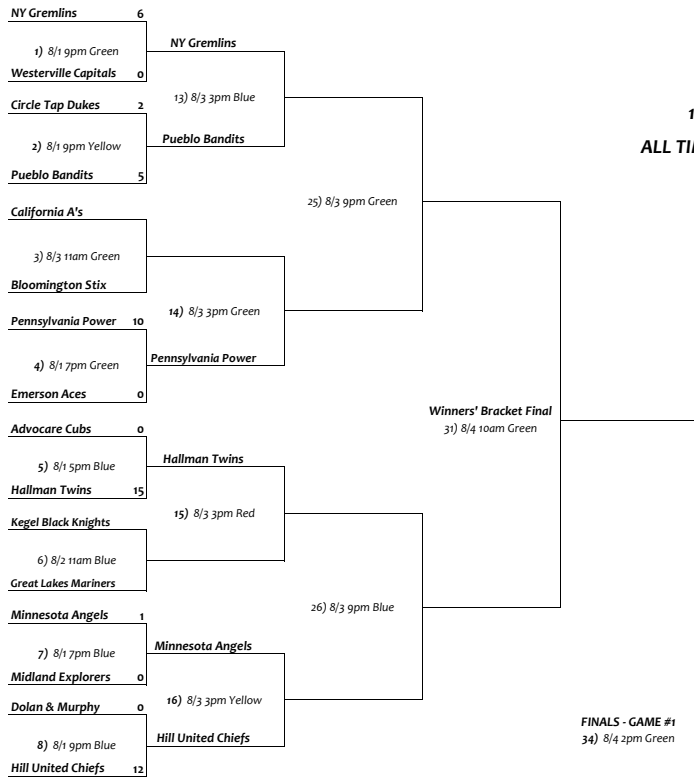 NY Gremlins 6
NY Gremlins
1) 8/1 9pm Green
Westerville Capitals 0
13) 8/3 3pm Blue
Circle Tap Dukes 2
Pueblo Bandits
2) 8/1 9pm Yellow
Pueblo Bandits 5
ALL
25) 8/3 9pm Green
California A's
3) 8/3 11am Green
Bloomington Stix
14) 8/3 3pm Green
Pennsylvania Power 10
Pennsylvania Power
4) 8/1 7pm Green
Emerson Aces 0
Winners' Bracket Final
31) 8/4 10am Green
Advocare Cubs 0
Hallman Twins
5) 8/1 5pm Blue
Hallman Twins 15
15) 8/3 3pm Red
Kegel Black Knights
6) 8/2 11am Blue
Great Lakes Mariners
26) 8/3 9pm Blue
Minnesota Angels 1
Minnesota Angels
7) 8/1 7pm Blue
Midland Explorers 0
16) 8/3 3pm Yellow
Dolan & Murphy 0
Hill United Chiefs
8) 8/1 9pm Blue
Hill United Chiefs 12
FINALS - GAME #1
34) 8/4 2pm Green